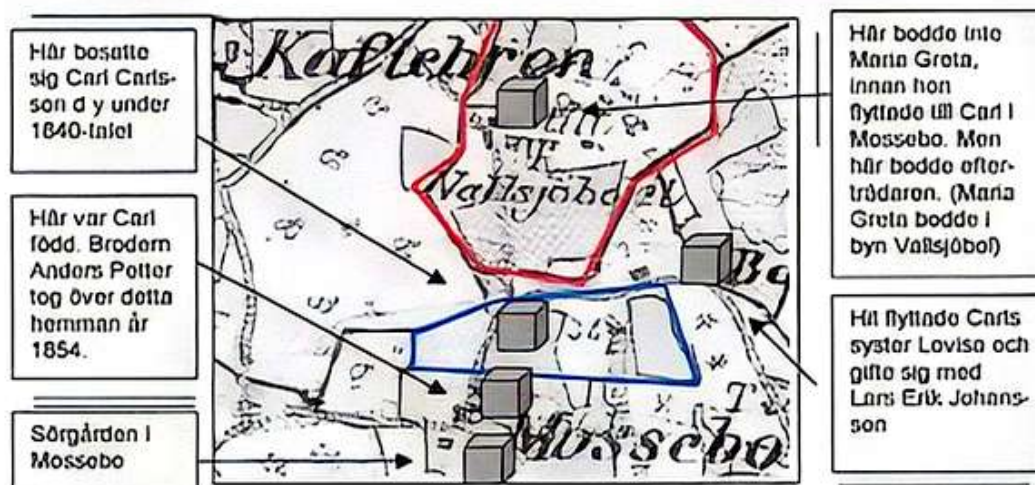 Här bosatte
sig Carl Carls-
son d y under
1840-talet
Här var Carl
född. Brodern
Anders Petter
tog över detta
hemman år
1854.
Sörgården i
Mossebo
Kaflehren
Vallsjöbolet
Mossebo
Här bodde inte
Maria Greta,
innan hon
flyttade till Carl i
Mossebo. Men
här bodde efter-
trädaren. (Maria
Greta bodde i
byn Vallsjöbol)
Hit flyttade Carls
syster Lovisa och
gifte sig med
Lars Erik Johans-
son